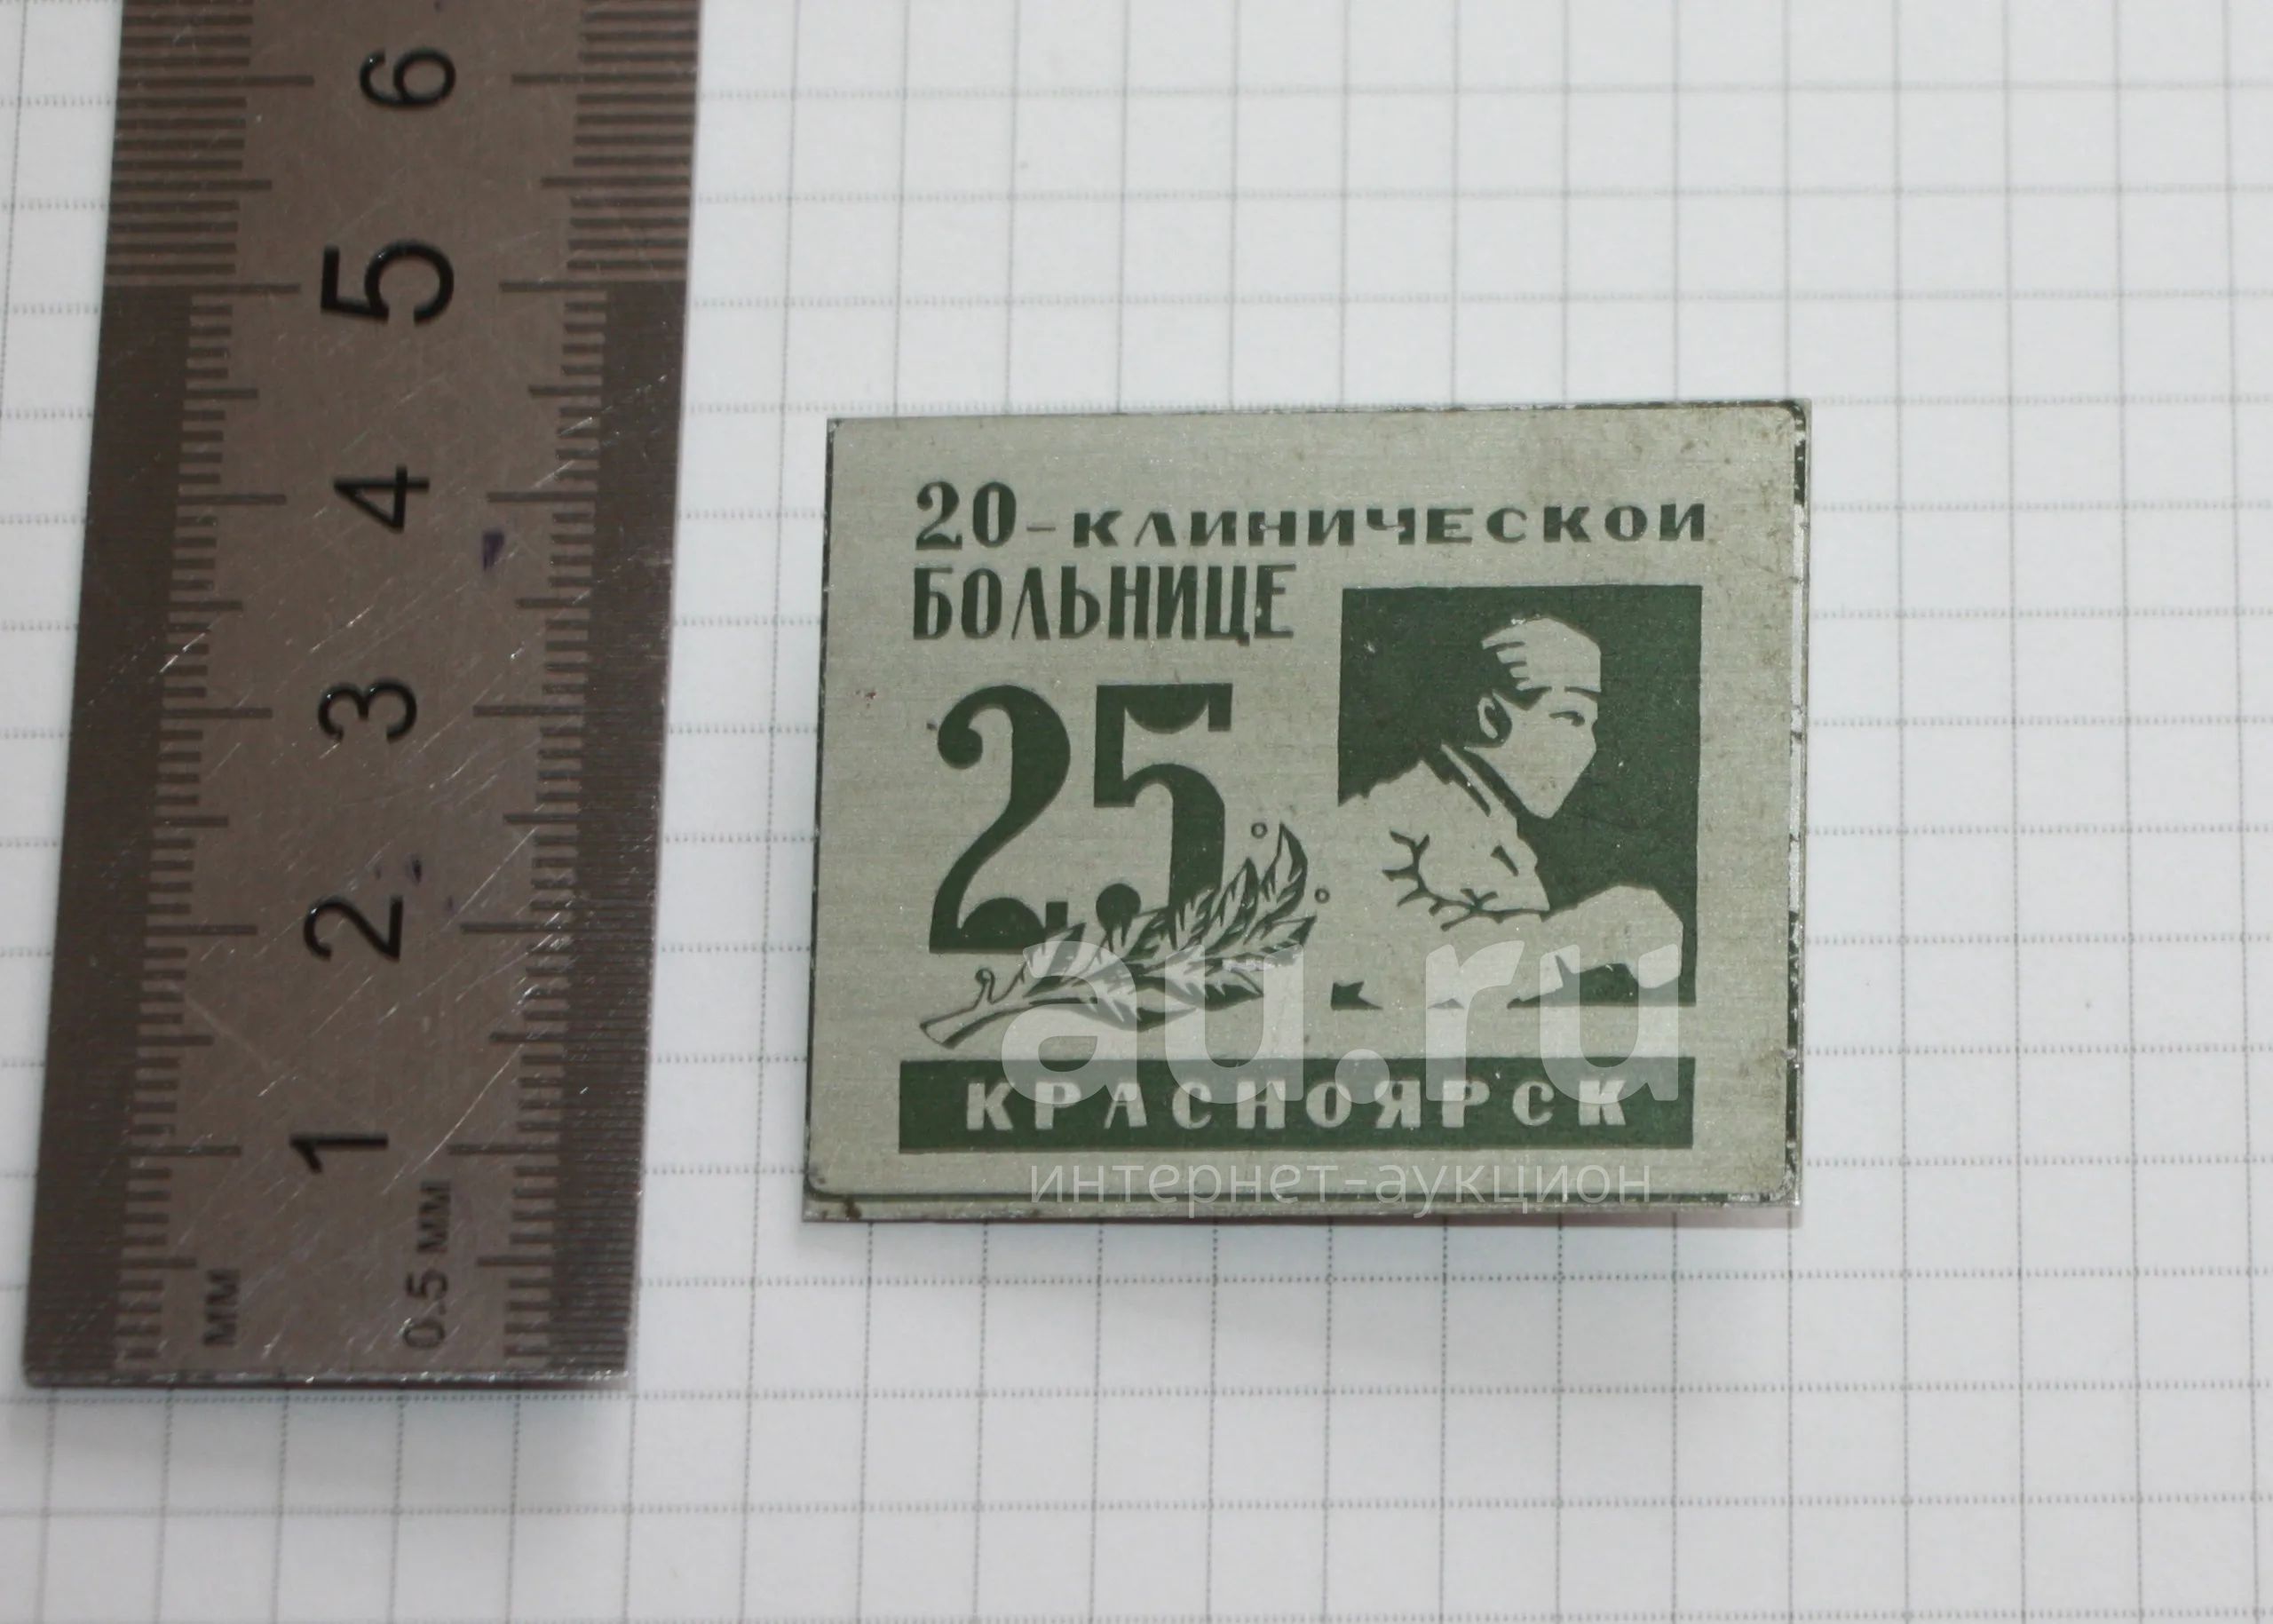 6
5
4
3
2
1
мм
0.5 мм
20-КЛИНИЧЕСКОЙ
БОЛЬНИЦЕ
25
КРАСНОЯРСК
au.ru
интернет-аукцион